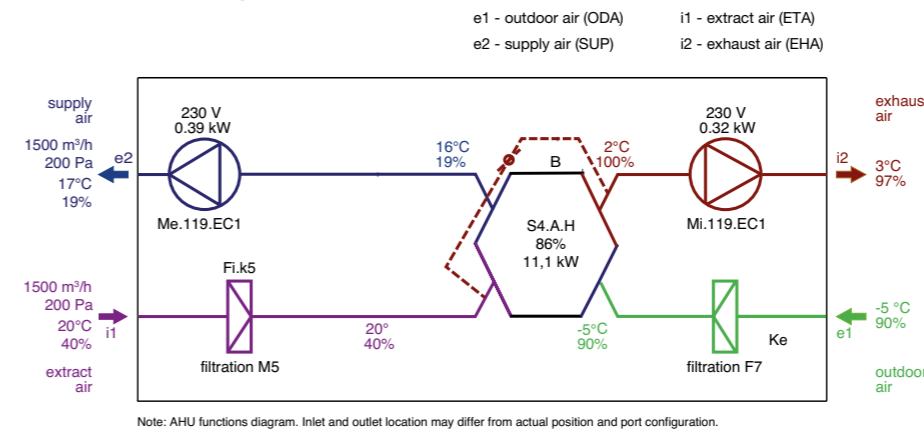 e1 - outdoor air (ODA)
i1 - extract air (ETA)
e2 - supply air (SUP)
i2 - exhaust air (EHA)
supply
air
1500 m³/h
200 Pa
e2
17°C
19%
230 V
0.39 kW
Me.119.EC1
16°C
19%
B
2°C
100%
230 V
0.32 kW
Mi.119.EC1
exhaus
air
i2
3°C
97%
S4.A.H
86%
11,1 kW
1500 m³/h
200 Pa
20°C
40%
i1
extract
air
Fi.k5
filtration M5
20°
40%
-5°C
90%
filtration F7
Ke
-5 °C
90%
e1
outdoor
air
Note: AHU functions diagram. Inlet and outlet location may differ from actual position and port configuration.